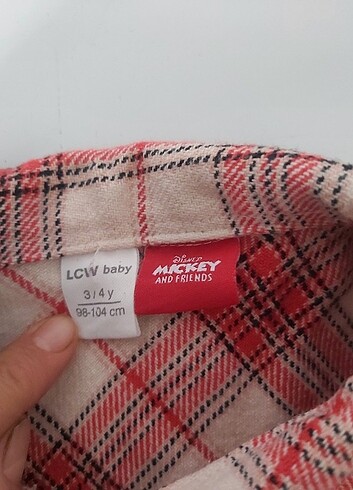 LCW baby
3/4 y
98-104 cm
Disney
MICKEY
AND FRIENDS